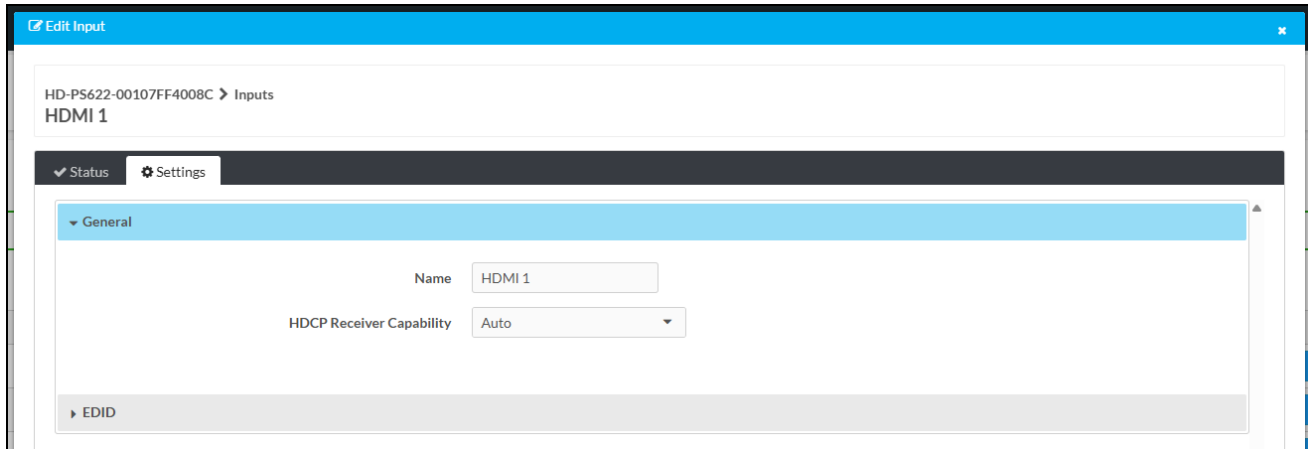 Edit Input
HD-PS622-00107FF4008C > Inputs
HDMI 1
Status Settings
General
Name HDMI 1
HDCP Receiver Capability Auto
EDID